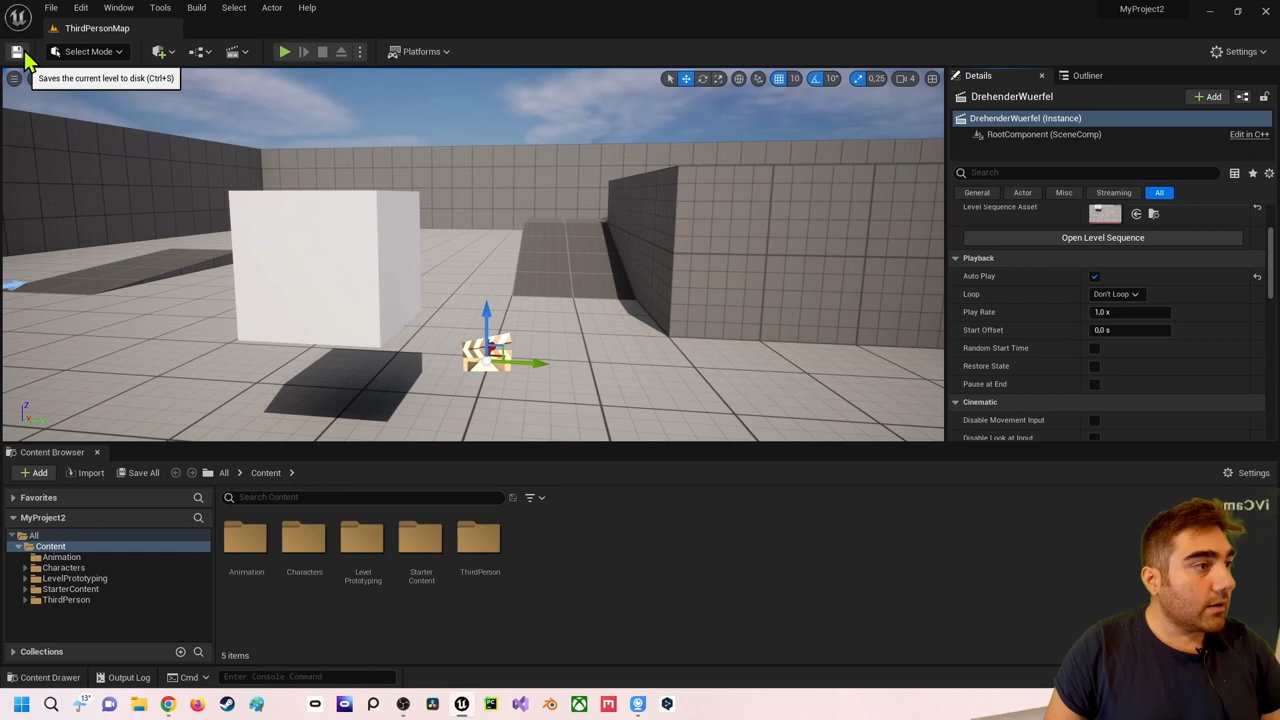 File Edit Window Tools Build Select Actor Help
MyProject2
ThirdPersonMap
Select Mode
Platforms
Settings
Saves the current level to disk (Ctrl+S)
10
10°
0,25
4
Details
Outliner
DrehenderWuerfel
Add
DrehenderWuerfel (Instance)
RootComponent (SceneComp)
Edit in C++
Search
General Actor Misc Streaming All
Level Sequence Asset
Open Level Sequence
Playback
Auto Play
Loop Don't Loop
Play Rate 1,0 x
Start Offset 0,0 s
Random Start Time
Restore State
Pause at End
Cinematic
Disable Movement Input
Disable Look at Input
Content Browser
Add Import Save All All Content
Settings
Favorites
Search Content
MyProject2
All
Content
Animation
Characters
LevelPrototyping
StarterContent
ThirdPerson
Animation
Characters
Level Prototyping
Starter Content
ThirdPerson
Collections
5 items
Content Drawer Output Log Cmd Enter Console Command
iVCam
13°